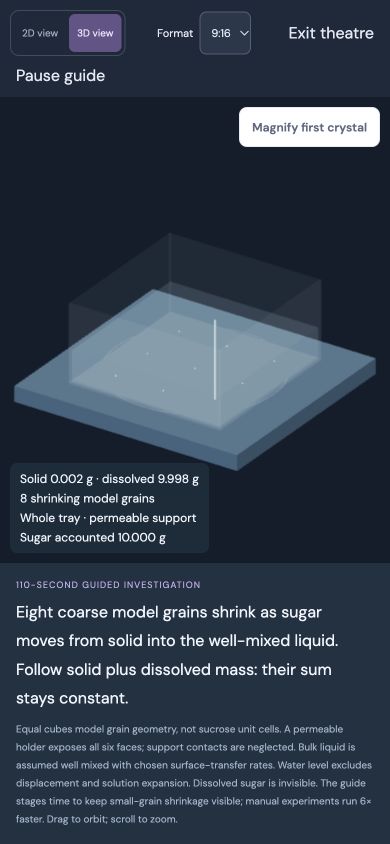 2D view 3D view Format 9:16 Exit theatre
Pause guide
Magnify first crystal
Solid 0.002 g · dissolved 9.998 g
8 shrinking model grains
Whole tray · permeable support
Sugar accounted 10.000 g
110-SECOND GUIDED INVESTIGATION
Eight coarse model grains shrink as sugar
moves from solid into the well-mixed liquid.
Follow solid plus dissolved mass: their sum
stays constant.
Equal cubes model grain geometry, not sucrose unit cells. A permeable
holder exposes all six faces; support contacts are neglected. Bulk liquid is
assumed well mixed with chosen surface-transfer rates. Water level excludes
displacement and solution expansion. Dissolved sugar is invisible. The guide
stages time to keep small-grain shrinkage visible; manual experiments run 6×
faster. Drag to orbit; scroll to zoom.